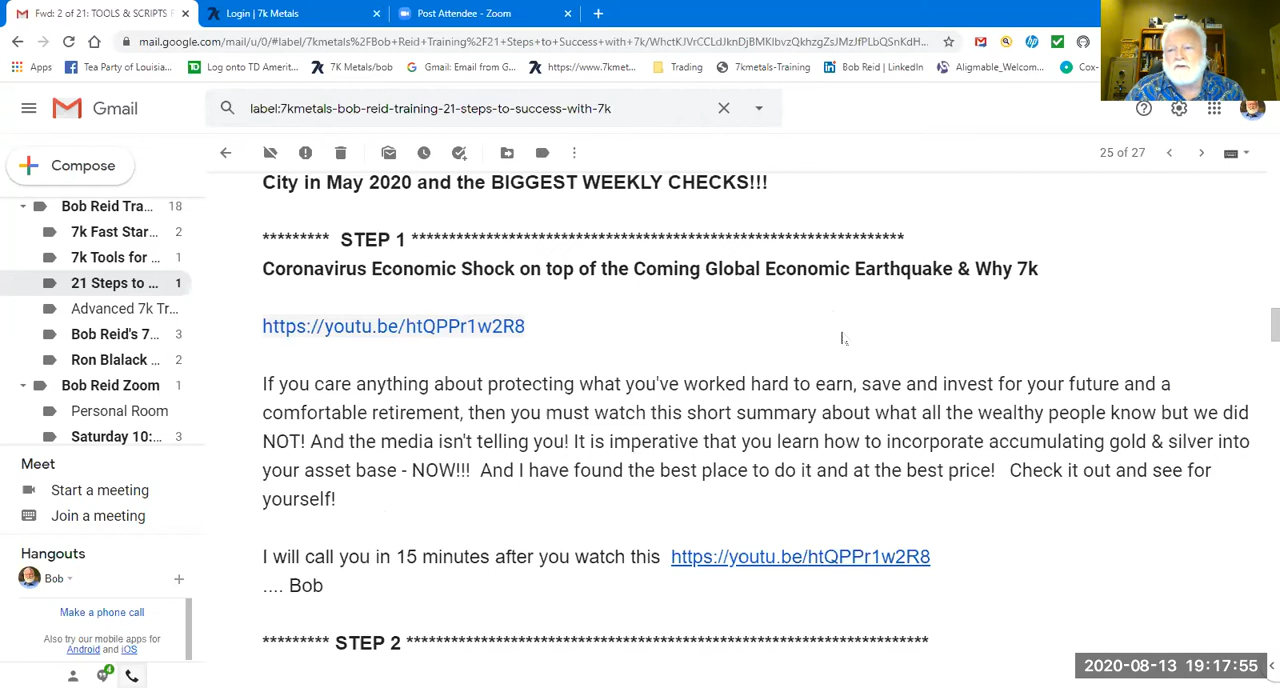 Fwd: 2 of 21: TOOLS & SCRIPTS F
Login | 7k Metals
Post Attendee - Zoom
mail.google.com/mail/u/0/#label/7kmetals%2FBob Reid Training%2F21 Steps to Success with 7k/WhctKJVrCCLdJknDjBMKlbvzQkhzgZsJMzJfPLbQSnKdH...
Apps
Tea Party of Louisia...
Log onto TD Amerit...
7K Metals/bob
Gmail: Email from G...
https://www.7kmet...
Trading
7kmetals-Training
Bob Reid | LinkedIn
Alignable_Welcom...
Cox-
Gmail
label:7kmetals-bob-reid-training-21-steps-to-success-with-7k
Compose
25 of 27
Bob Reid Tra... 18
7k Fast Star... 2
7k Tools for ... 1
21 Steps to ... 1
Advanced 7k Tr...
Bob Reid's 7... 3
Ron Blalack ... 2
Bob Reid Zoom 1
Personal Room
Saturday 10:... 3
Meet
Start a meeting
Join a meeting
Hangouts
Bob
Make a phone call
Also try our mobile apps for
Android and iOS
4
City in May 2020 and the BIGGEST WEEKLY CHECKS!!!
********* STEP 1 ******************************************************************
Coronavirus Economic Shock on top of the Coming Global Economic Earthquake & Why 7k
https://youtu.be/htQPPr1w2R8
If you care anything about protecting what you've worked hard to earn, save and invest for your future and a
comfortable retirement, then you must watch this short summary about what all the wealthy people know but we did
NOT! And the media isn't telling you! It is imperative that you learn how to incorporate accumulating gold & silver into
your asset base - NOW!!! And I have found the best place to do it and at the best price! Check it out and see for
yourself!
I will call you in 15 minutes after you watch this https://youtu.be/htQPPr1w2R8
.... Bob
********* STEP 2 **********************************************************************
2020-08-13 19:17:55